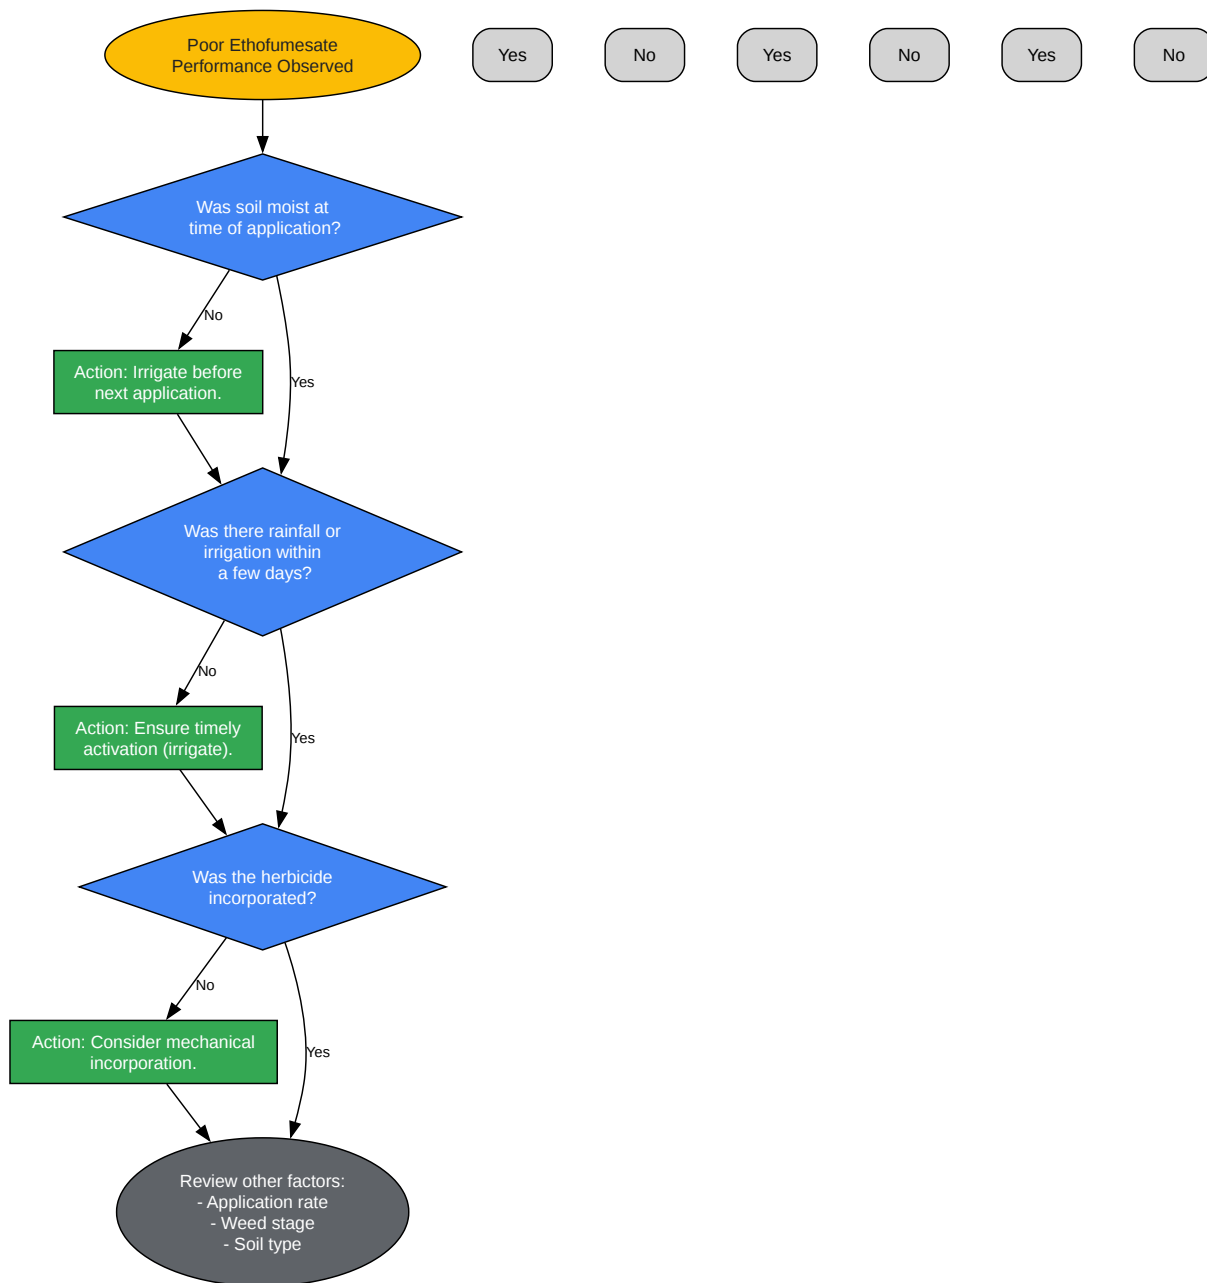 Poor Ethofumesate
Performance Observed
Yes
No
Yes
No
Yes
No
Was soil moist at
time of application?
No
Action: Irrigate before
next application.
Yes
Was there rainfall or
irrigation within
a few days?
No
Action: Ensure timely
activation (irrigate).
Yes
Was the herbicide
incorporated?
No
Action: Consider mechanical
incorporation.
Yes
Review other factors:
- Application rate
- Weed stage
- Soil type